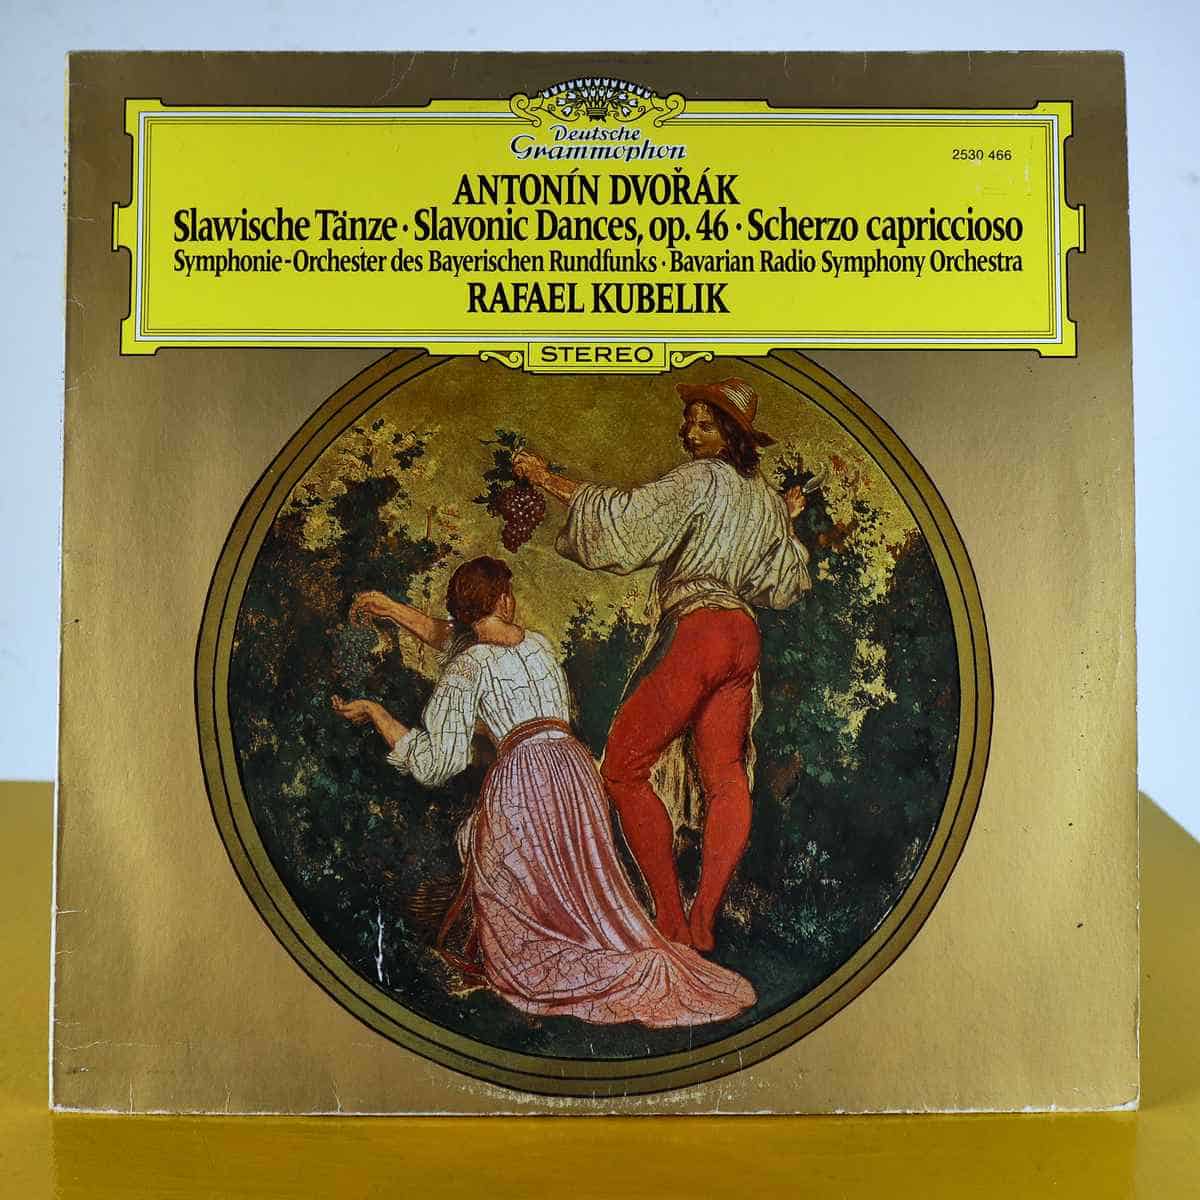 Deutsche
Grammophon
2530 466
ANTONÍN DVOŘÁK
Slawische Tänze · Slavonic Dances, op. 46 · Scherzo capriccioso
Symphonie-Orchester des Bayerischen Rundfunks · Bavarian Radio Symphony Orchestra
RAFAEL KUBELIK
STEREO